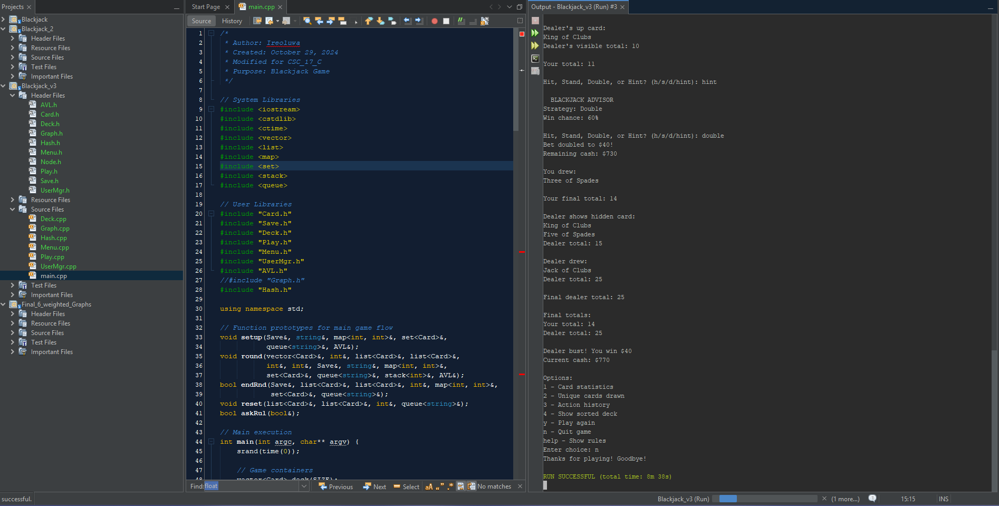 Projects
Blackjack
Blackjack_2
Header Files
Resource Files
Source Files
Test Files
Important Files
Blackjack_v3
Header Files
AVL.h
Card.h
Deck.h
Graph.h
Hash.h
Menu.h
Node.h
Play.h
Save.h
UserMgr.h
Resource Files
Source Files
Deck.cpp
Graph.cpp
Hash.cpp
Menu.cpp
Play.cpp
UserMgr.cpp
main.cpp
Test Files
Important Files
Final_6_weighted_Graphs
Header Files
Resource Files
Source Files
Test Files
Important Files
Start Page main.cpp
Source History
1 /*
2 * Author: Ireoluwa
3 * Created: October 29, 2024
4 * Modified for CSC_17_C
5 * Purpose: Blackjack Game
6 */
7
8 // System Libraries
9 #include <iostream>
10 #include <cstdlib>
11 #include <ctime>
12 #include <vector>
13 #include <list>
14 #include <map>
15 #include <set>
16 #include <stack>
17 #include <queue>
18
19 // User Libraries
20 #include "Card.h"
21 #include "Save.h"
22 #include "Deck.h"
23 #include "Play.h"
24 #include "Menu.h"
25 #include "UserMgr.h"
26 #include "AVL.h"
27 //#include "Graph.h"
28 #include "Hash.h"
29
30 using namespace std;
31
32 // Function prototypes for main game flow
33 void setup(Save&, string&, map<int, int>&, set<Card>&,
34 queue<string>&, AVL&);
35 void round(vector<Card>&, int&, list<Card>&, list<Card>&,
36 int&, int&, Save&, string&, map<int, int>&,
37 set<Card>&, queue<string>&, stack<int>&, AVL&);
38 bool endRnd(Save&, list<Card>&, list<Card>&, int&, map<int, int>&,
39 set<Card>&, queue<string>&);
40 void reset(list<Card>&, list<Card>&, int&, queue<string>&);
41 bool askRul(bool&);
42
43 // Main execution
44 int main(int argc, char** argv) {
45 srand(time(0));
46
47 // Game containers
48 vector<Card> deck(SIZE);
Find: float Previous Next Select No matches
Output - Blackjack_v3 (Run) #3
Dealer's up card:
King of Clubs
Dealer's visible total: 10
Your total: 11
Hit, Stand, Double, or Hint? (h/s/d/hint): hint
BLACKJACK ADVISOR
Strategy: Double
Win chance: 60%
Hit, Stand, Double, or Hint? (h/s/d/hint): double
Bet doubled to $40!
Remaining cash: $730
You drew:
Three of Spades
Your final total: 14
Dealer shows hidden card:
King of Clubs
Five of Spades
Dealer total: 15
Dealer drew:
Jack of Clubs
Dealer total: 25
Final dealer total: 25
Final totals:
Your total: 14
Dealer total: 25
Dealer bust! You win $40
Current cash: $770
Options:
1 - Card statistics
2 - Unique cards drawn
3 - Action history
4 - Show sorted deck
y - Play again
n - Quit game
help - Show rules
Enter choice: n
Thanks for playing! Goodbye!
RUN SUCCESSFUL (total time: 8m 38s)
successful. Blackjack_v3 (Run) (1 more...) 1 15:15 INS